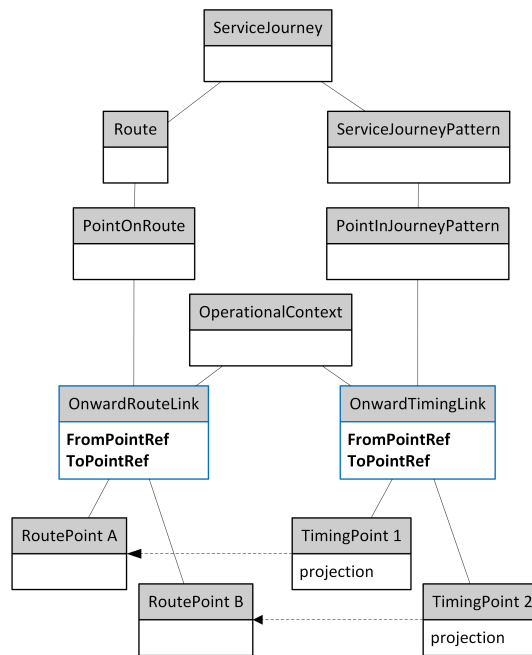 ServiceJourney
Route
ServiceJourneyPattern
PointOnRoute
PointInJourneyPattern
OperationalContext
OnwardRouteLink
FromPointRef
ToPointRef
OnwardTimingLink
FromPointRef
ToPointRef
RoutePoint A
TimingPoint 1
projection
RoutePoint B
TimingPoint 2
projection